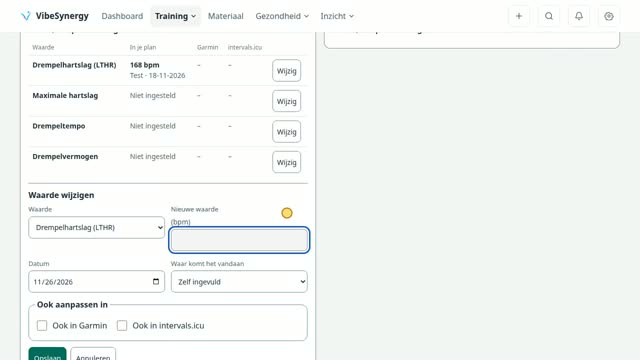 VibeSynergy Dashboard Training Materiaal Gezondheid Inzicht
Waarde In je plan Garmin intervals.icu
Drempelhartslag (LTHR) 168 bpm – – Wijzig
Test · 18-11-2026
Maximale hartslag Niet ingesteld – – Wijzig
Drempeltempo Niet ingesteld – – Wijzig
Drempelvermogen Niet ingesteld – – Wijzig
Waarde wijzigen
Waarde Nieuwe waarde
(bpm)
Drempelhartslag (LTHR)
Datum Waar komt het vandaan
11/26/2026 Zelf ingevuld
Ook aanpassen in
Ook in Garmin Ook in intervals.icu
Opslaan Annuleren